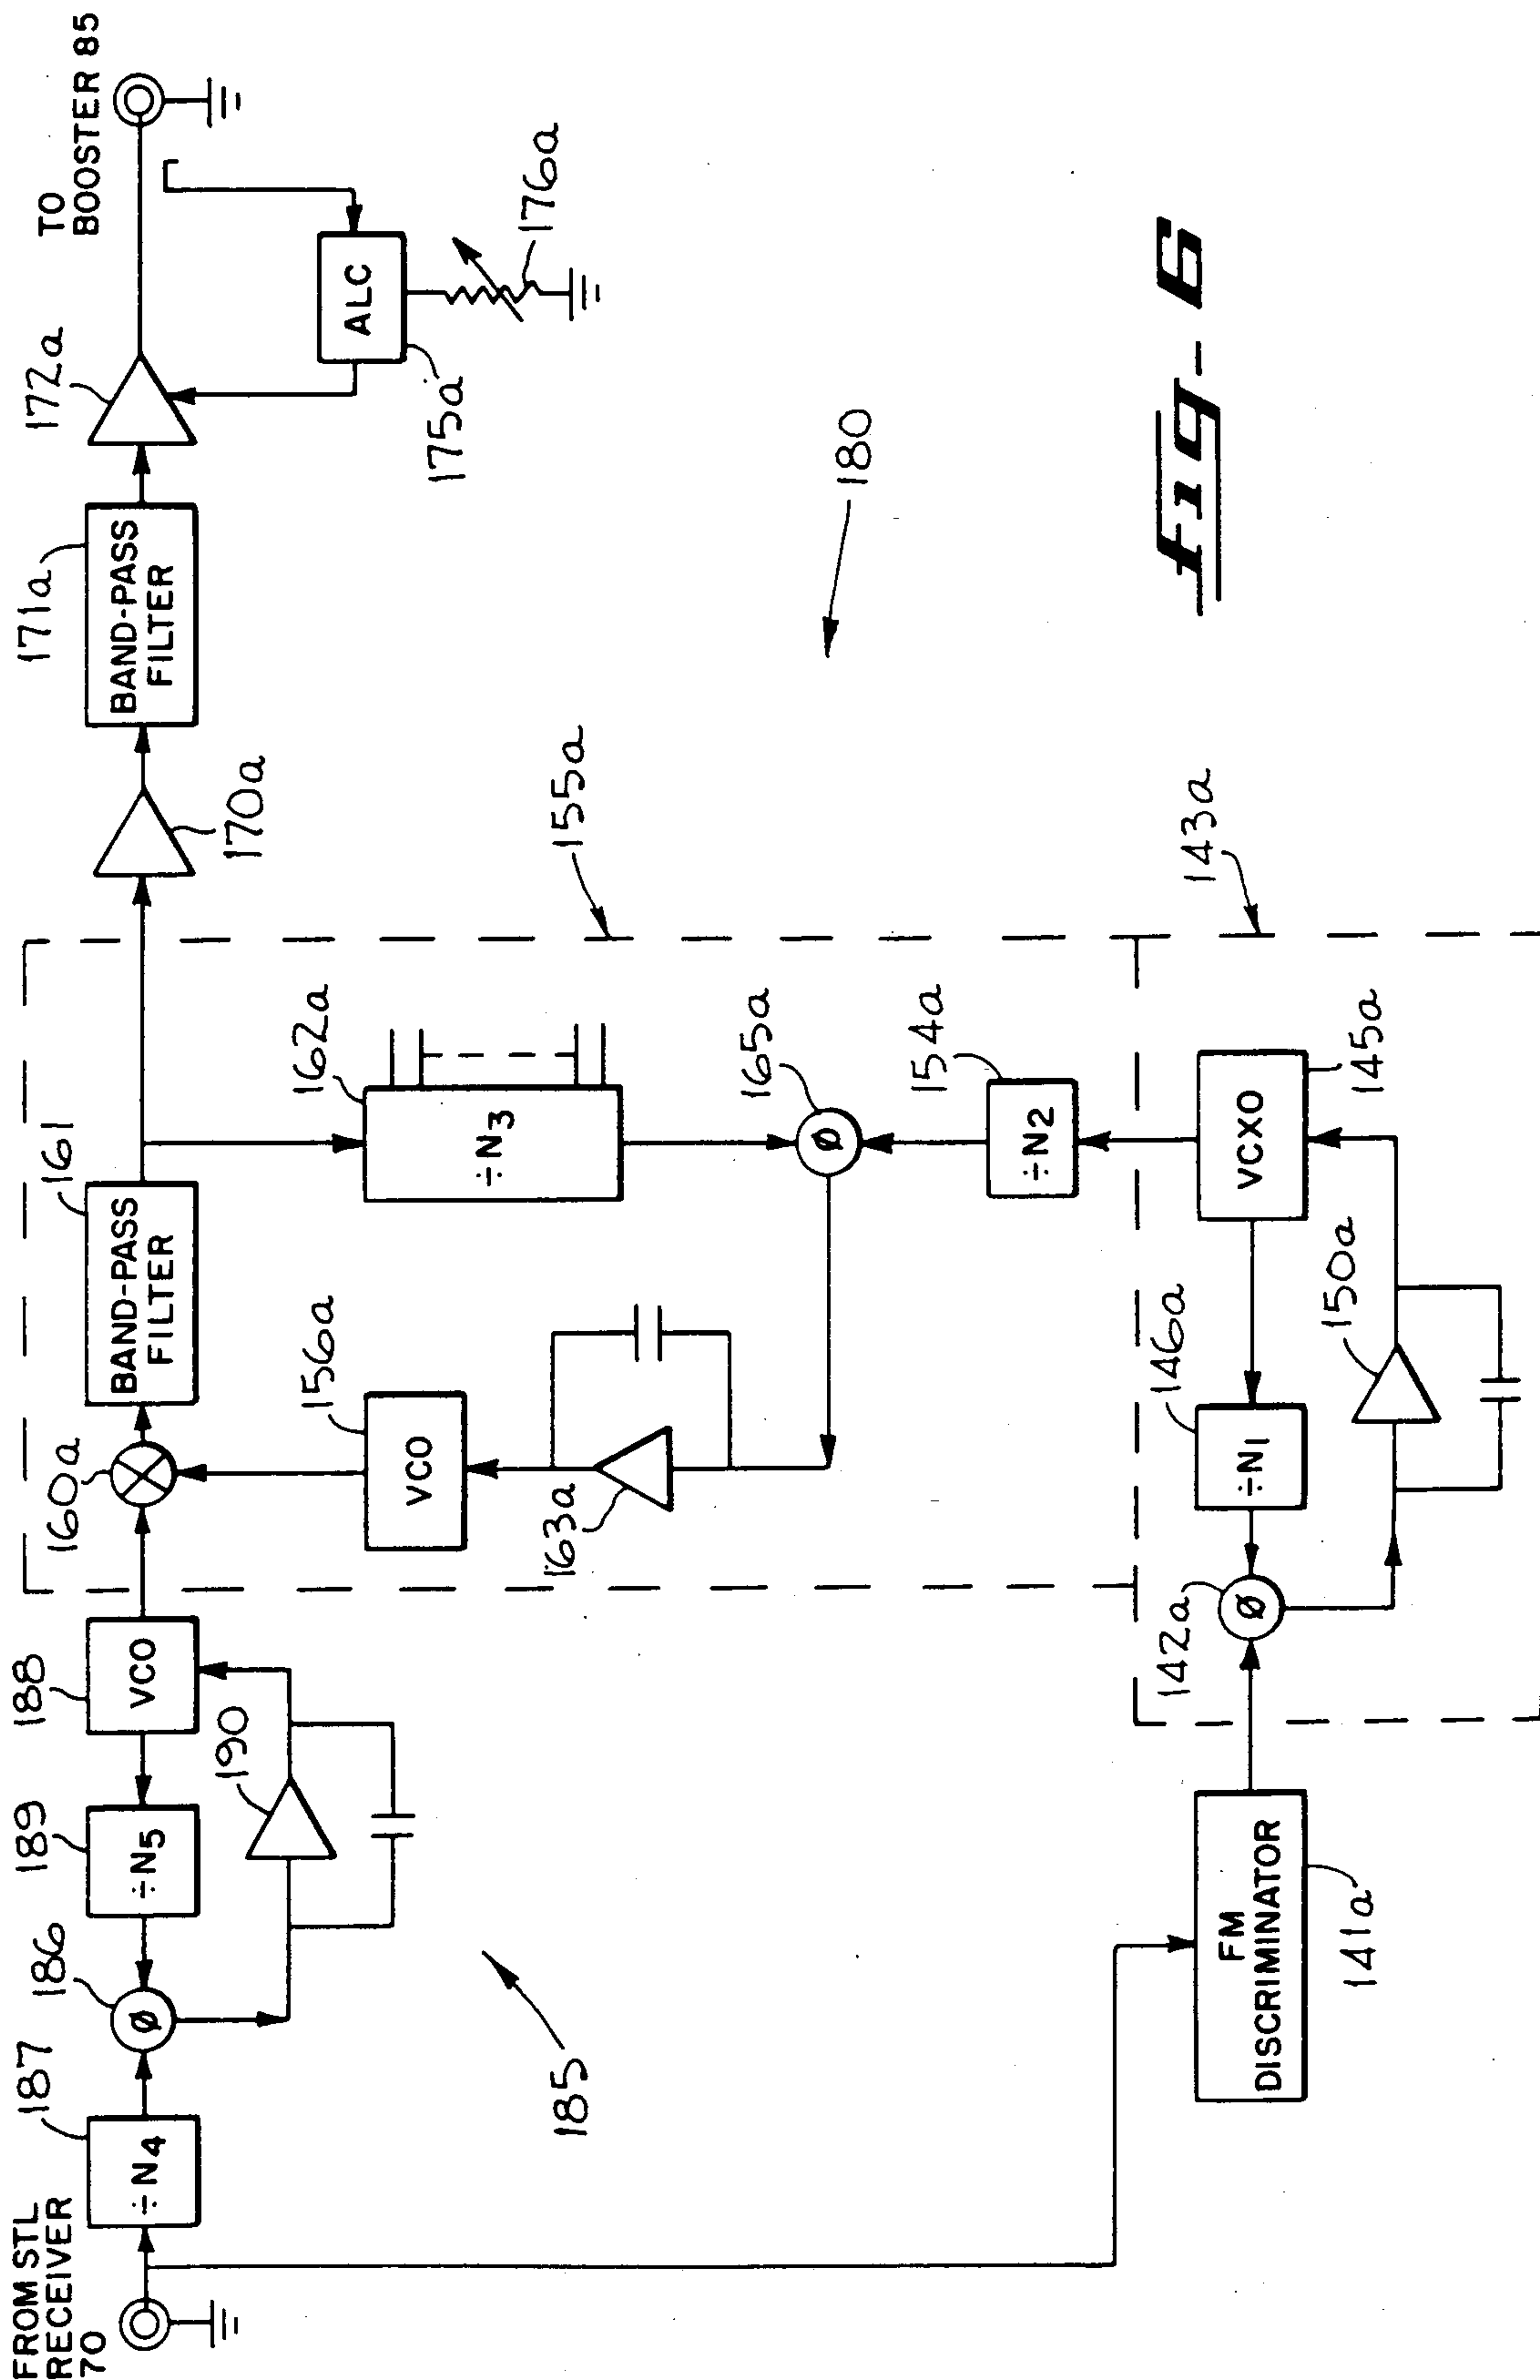 FROM STL
RECEIVER
70
187
÷N4
186
Ø
189
÷N5
188
VCO
190
185
160a
161
BAND-PASS
FILTER
156a
VCO
163a
162a
÷N3
165a
Ø
154a
÷N2
155a
170a
171a
BAND-PASS
FILTER
172a
TO
BOOSTER 85
ALC
175a
176a
180
FM
DISCRIMINATOR
141a
142a
Ø
146a
÷N1
150a
VCXO
145a
143a
Fig-6